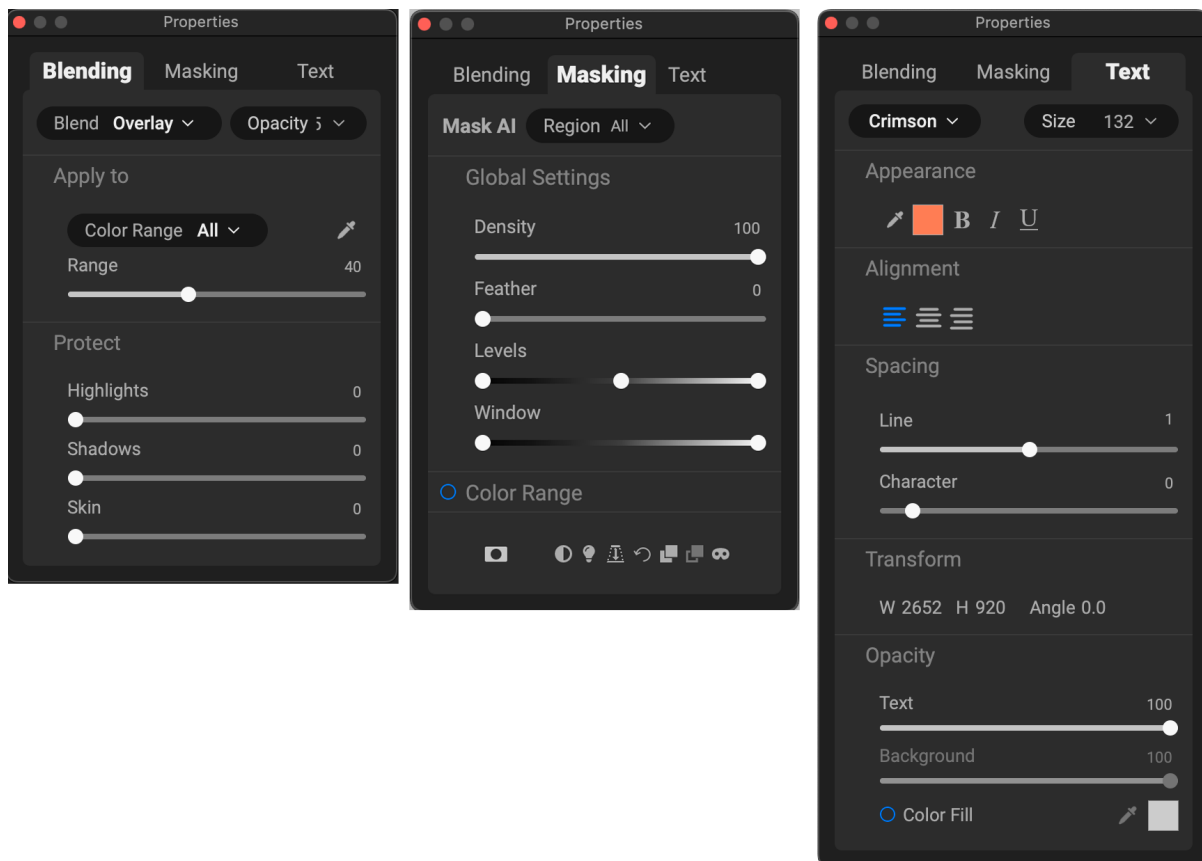 Properties
Blending Masking Text
Blend Overlay Opacity
Apply to
Color Range All
Range 40
Protect
Highlights 0
Shadows 0
Skin 0
Properties
Blending Masking Text
Mask AI Region All
Global Settings
Density 100
Feather 0
Levels
Window
Color Range
Properties
Blending Masking Text
Crimson Size 132
Appearance
B I U
Alignment
Spacing
Line 1
Character 0
Transform
W 2652 H 920 Angle 0.0
Opacity
Text 100
Background 100
Color Fill